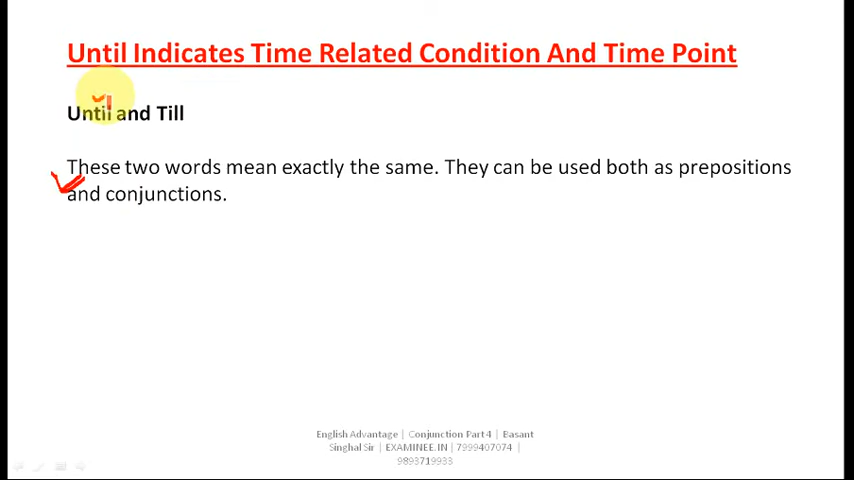 Until Indicates Time Related Condition And Time Point
Until and Till
These two words mean exactly the same. They can be used both as prepositions
and conjunctions.
English Advantage | Conjunction Part 4 | Basant
Singhal Sir | EXAMINEE.IN | 7999407074 |
9893719933